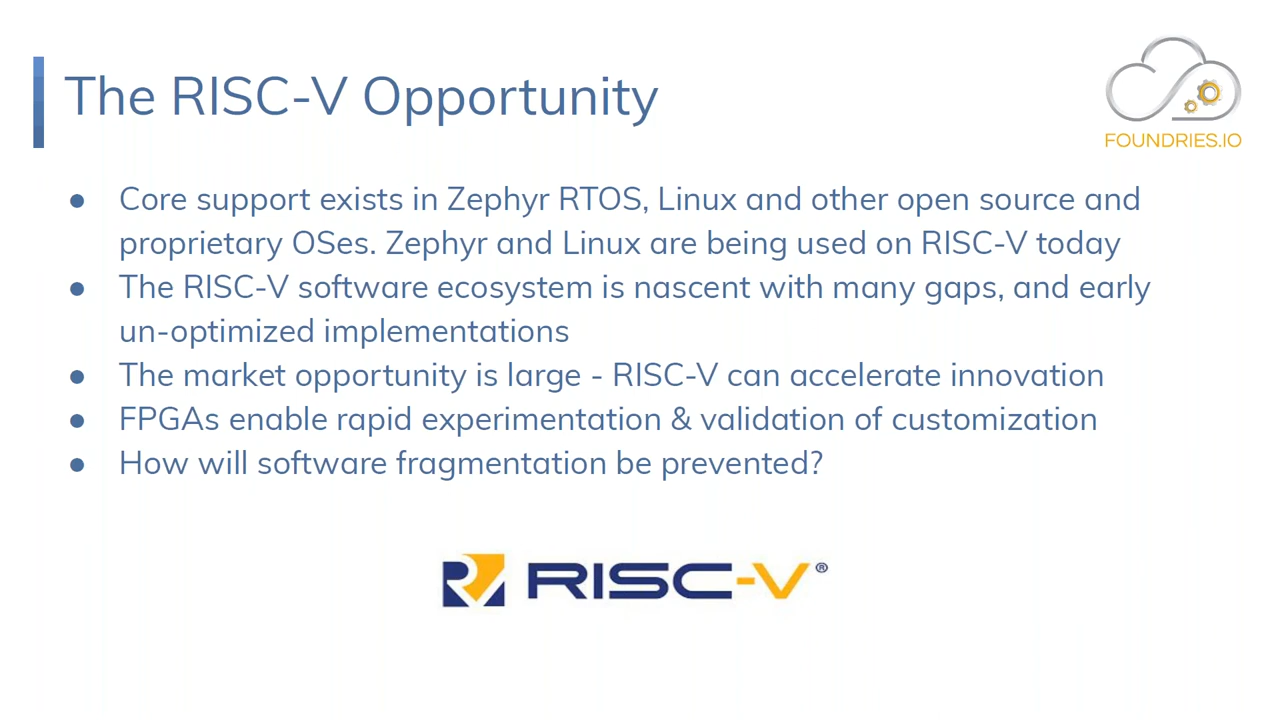 The RISC-V Opportunity
FOUNDRIES.IO
● Core support exists in Zephyr RTOS, Linux and other open source and
proprietary OSes. Zephyr and Linux are being used on RISC-V today
● The RISC-V software ecosystem is nascent with many gaps, and early
un-optimized implementations
● The market opportunity is large - RISC-V can accelerate innovation
● FPGAs enable rapid experimentation & validation of customization
● How will software fragmentation be prevented?
RISC-V®